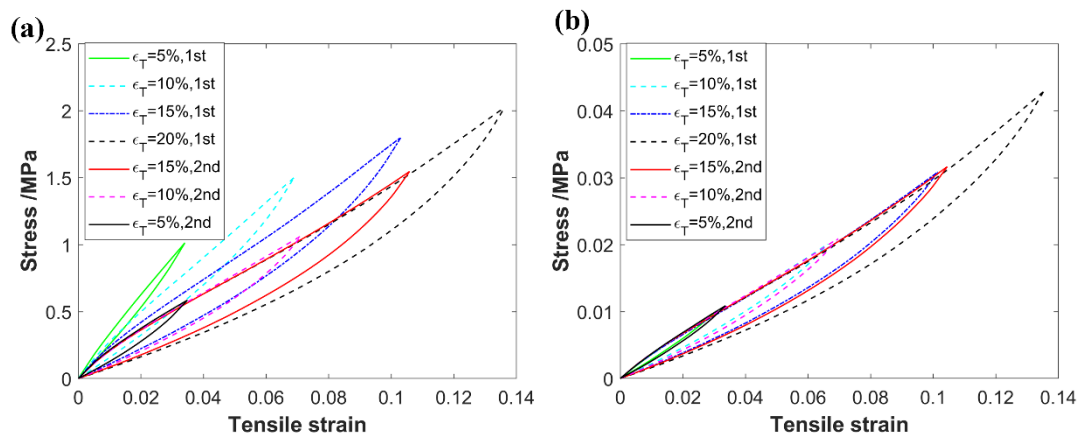 (a)
2.5
2
1.5
1
0.5
0
Stress /MPa
ϵT=5%,1st
ϵT=10%,1st
ϵT=15%,1st
ϵT=20%,1st
ϵT=15%,2nd
ϵT=10%,2nd
ϵT=5%,2nd
0 0.02 0.04 0.06 0.08 0.1 0.12 0.14
Tensile strain
(b)
0.05
0.04
0.03
0.02
0.01
0
Stress /MPa
ϵT=5%,1st
ϵT=10%,1st
ϵT=15%,1st
ϵT=20%,1st
ϵT=15%,2nd
ϵT=10%,2nd
ϵT=5%,2nd
0 0.02 0.04 0.06 0.08 0.1 0.12 0.14
Tensile strain